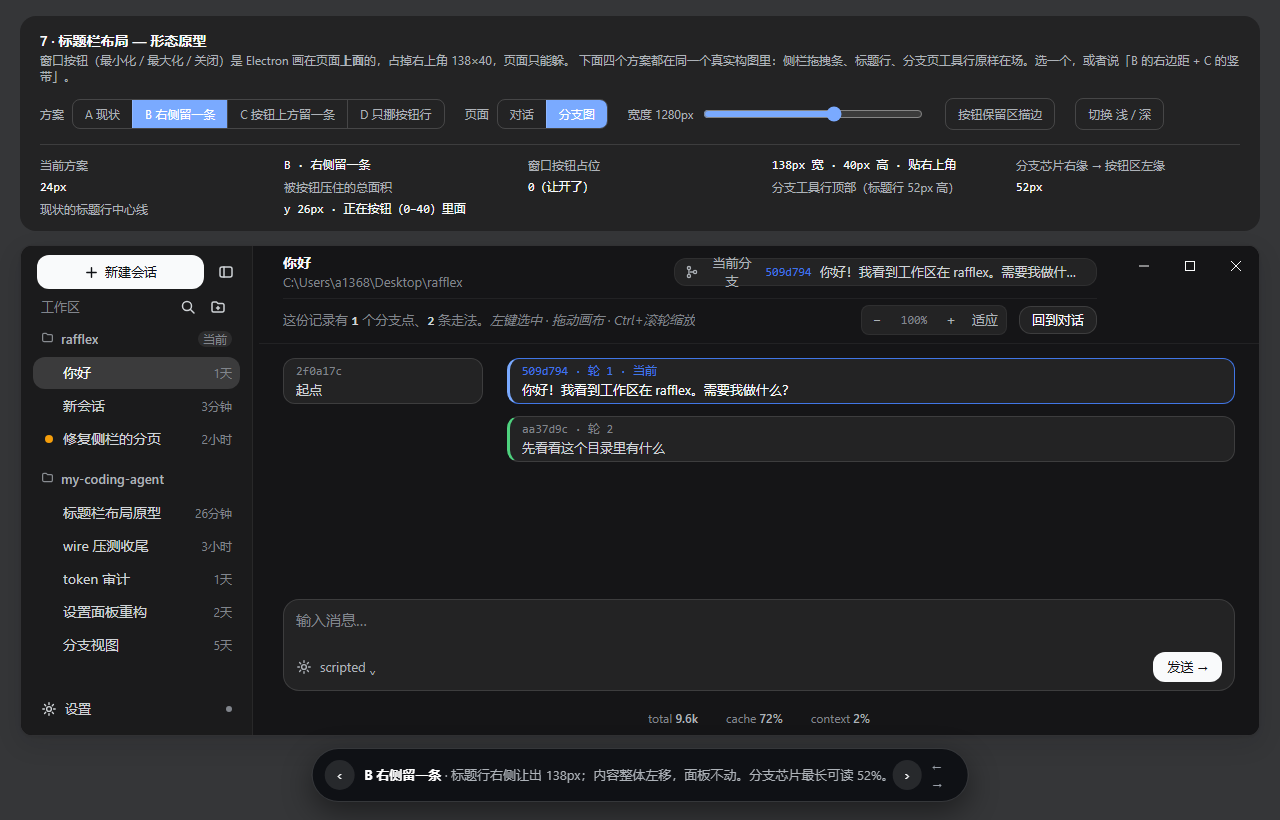 7 · 标题栏布局 — 形态原型
窗口按钮（最小化 / 最大化 / 关闭）是 Electron 画在页面上面的，占掉右上角 138×40，页面只能躲。 下面四个方案都在同一个真实构图里：侧栏拖拽条、标题行、分支页工具行原样在场。选一个，或者说「B 的右边距 + C 的竖
带」。
方案 A 现状 B 右侧留一条 C 按钮上方留一条 D 只挪按钮行 页面 对话 分支图 宽度 1280px 按钮保留区描边 切换 浅 / 深
当前方案 B · 右侧留一条 窗口按钮占位 138px 宽 · 40px 高 · 贴右上角 分支芯片右缘 → 按钮区左缘
24px 被按钮压住的总面积 0（让开了） 分支工具行顶部（标题行 52px 高） 52px
现状的标题行中心线 y 26px · 正在按钮（0–40）里面
+ 新建会话
工作区
rafflex 当前
你好 1天
新会话 3分钟
修复侧栏的分页 2小时
my-coding-agent
标题栏布局原型 26分钟
wire 压测收尾 3小时
token 审计 1天
设置面板重构 2天
分支视图 5天
设置
你好
C:\Users\a1368\Desktop\rafflex
当前分
支
509d794 你好！我看到工作区在 rafflex。需要我做什...
这份记录有 1 个分支点、2 条走法。左键选中 · 拖动画布 · Ctrl+滚轮缩放
− 100% + 适应 回到对话
2f0a17c
起点
509d794 · 轮 1 · 当前
你好！我看到工作区在 rafflex。需要我做什么？
aa37d9c · 轮 2
先看看这个目录里有什么
输入消息...
scripted
发送 →
total 9.6k cache 72% context 2%
‹ B 右侧留一条 · 标题行右侧让出 138px；内容整体左移，面板不动。分支芯片最长可读 52%。 › ←
→